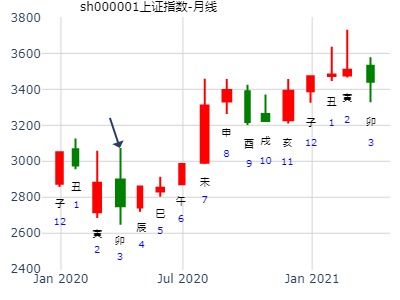 sh000001上证指数-月线
3800
3600
3400
3200
3000
2800
2600
2400
子
12
丑
1
寅
2
卯
3
辰
4
巳
5
午
6
未
7
申
8
酉
9
戌
10
亥
11
子
12
丑
1
寅
2
卯
3
Jan 2020
Jul 2020
Jan 2021